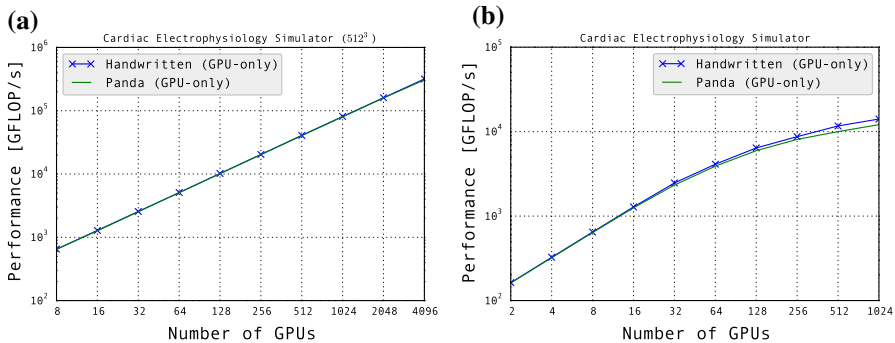 (a)
Cardiac Electrophysiology Simulator (512³)
Performance [GFLOP/s]
10⁶
10⁵
10⁴
10³
10²
Handwritten (GPU-only)
Panda (GPU-only)
8 16 32 64 128 256 512 1024 2048 4096
Number of GPUs
(b)
Cardiac Electrophysiology Simulator
Performance [GFLOP/s]
10⁵
10⁴
10³
10²
Handwritten (GPU-only)
Panda (GPU-only)
2 4 8 16 32 64 128 256 512 1024
Number of GPUs